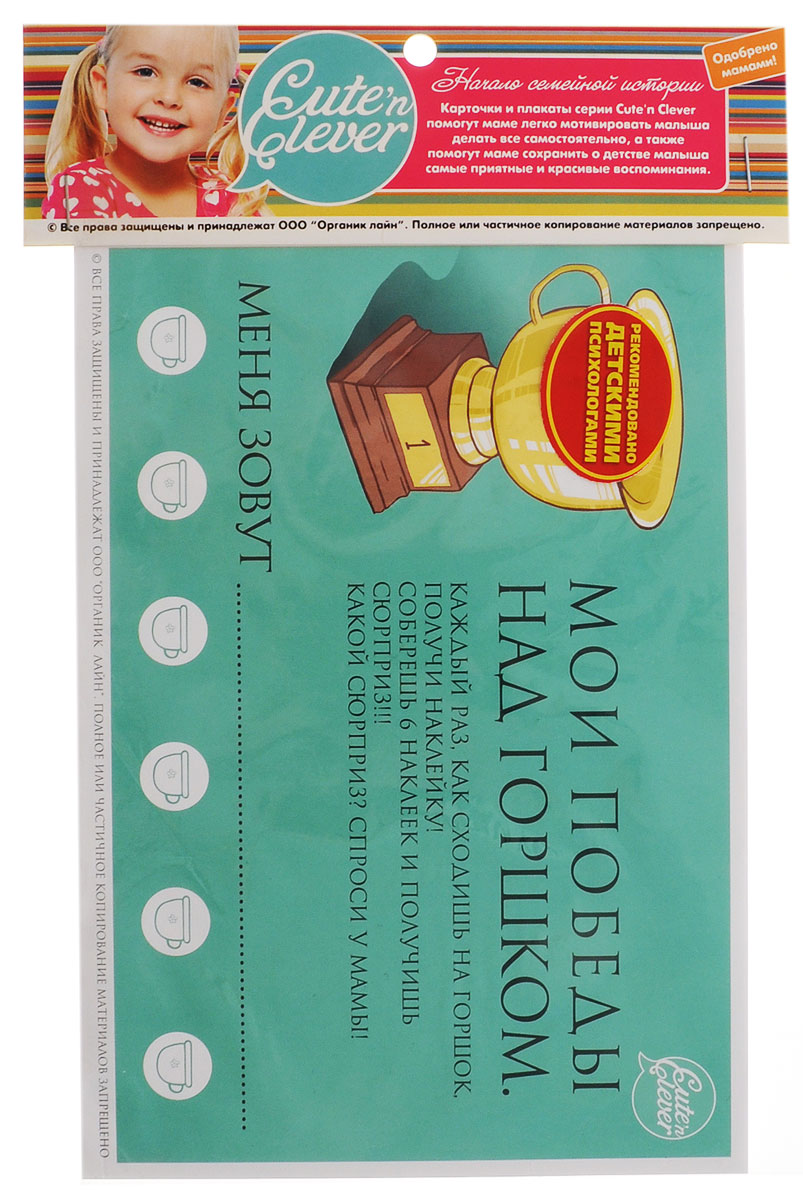 Cute'n
Clever
Начало семейной истории
Карточки и плакаты серии Cute'n Clever
помогут маме легко мотивировать малыша
делать все самостоятельно, а также
помогут маме сохранить о детстве малыша
самые приятные и красивые воспоминания.
Одобрено
мамами!
© Все права защищены и принадлежат ООО "Органик лайн". Полное или частичное копирование материалов запрещено.
РЕКОМЕНДОВАНО
ДЕТСКИМИ
ПСИХОЛОГАМИ
1
МОИ ПОБЕДЫ
НАД ГОРШКОМ.
КАЖДЫЙ РАЗ, КАК СХОДИШЬ НА ГОРШОК,
ПОЛУЧИ НАКЛЕЙКУ!
СОБЕРЕШЬ 6 НАКЛЕЕК И ПОЛУЧИШЬ
СЮРПРИЗ!!!
КАКОЙ СЮРПРИЗ? СПРОСИ У МАМЫ!
МЕНЯ ЗОВУТ
Cute'n
Clever
© ВСЕ ПРАВА ЗАЩИЩЕНЫ И ПРИНАДЛЕЖАТ ООО "ОРГАНИК ЛАЙН". ПОЛНОЕ ИЛИ ЧАСТИЧНОЕ КОПИРОВАНИЕ МАТЕРИАЛОВ ЗАПРЕЩЕНО